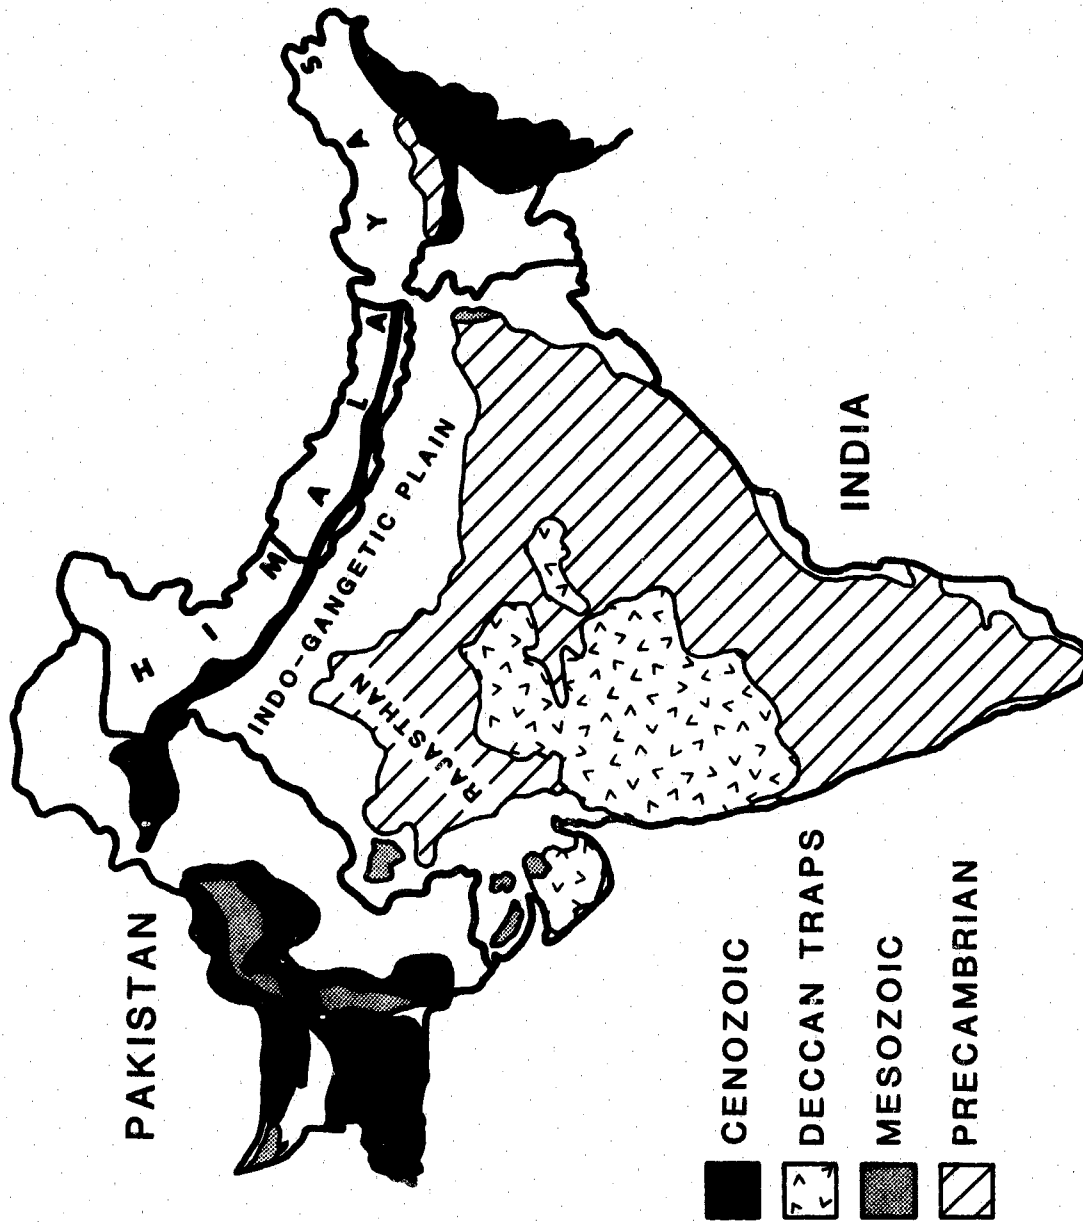 PAKISTAN
HIMALAYAS
INDO-GANGETIC PLAIN
RAJASTHAN
INDIA
CENOZOIC
DECCAN TRAPS
MESOZOIC
PRECAMBRIAN